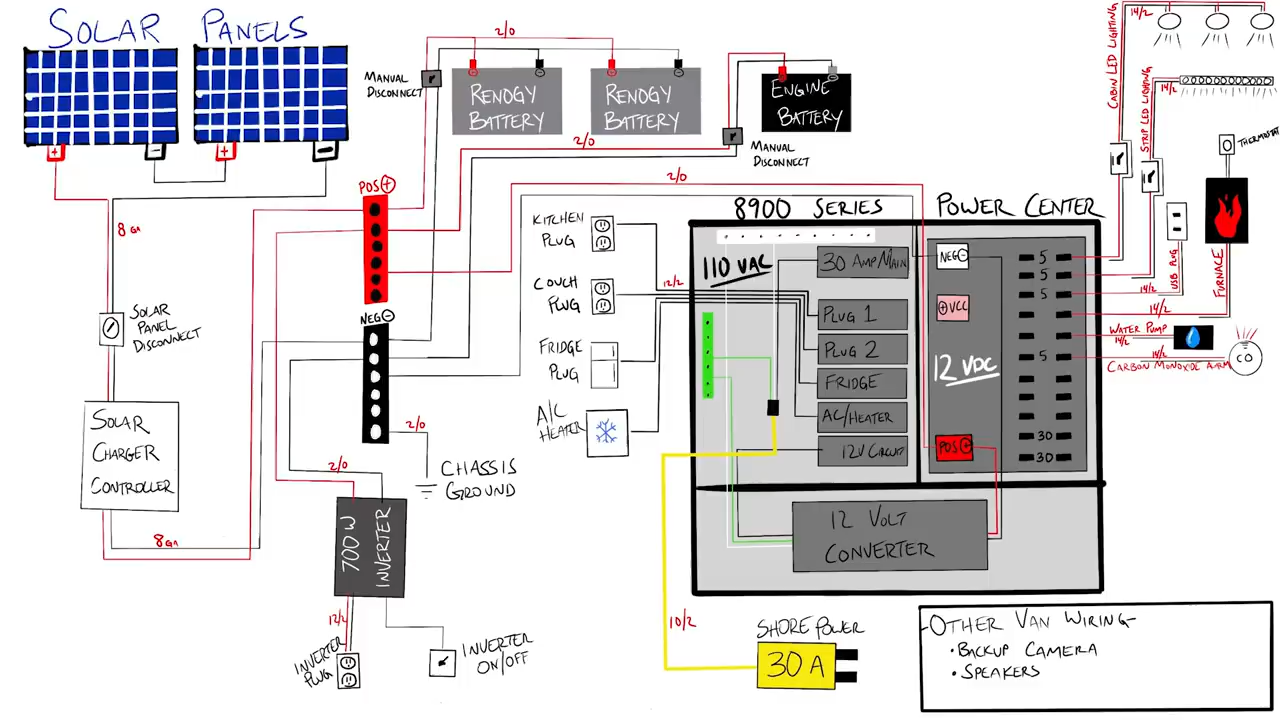 SOLAR PANELS
+
-
+
-
2/0
MANUAL
DISCONNECT
RENOGY
BATTERY
RENOGY
BATTERY
ENGINE
BATTERY
MANUAL
DISCONNECT
2/0
2/0
POS+
NEG-
8 GA
SOLAR
PANEL
DISCONNECT
SOLAR
CHARGER
CONTROLLER
8 GA
2/0
2/0
CHASSIS
GROUND
700W
INVERTER
12/2
INVERTER
PLUG
INVERTER
ON/OFF
KITCHEN
PLUG
COUCH
PLUG
FRIDGE
PLUG
A/C
HEATER
12/2
8900 SERIES POWER CENTER
110 VAC
30 AMP MAIN
PLUG 1
PLUG 2
FRIDGE
AC/HEATER
12V CIRCUIT
NEG-
+VCC
12 VDC
POS+
5
5
5
5
30
30
12 VOLT
CONVERTER
10/2
SHORE POWER
30 A
CABIN LED LIGHTING
14/2
STRIP LED LIGHTING
14/2
THERMOSTAT
USB PLUG
14/2
FURNACE
14/2
WATER PUMP
14/2
14/2
CO
CARBON MONOXIDE ALARM
-OTHER VAN WIRING-
•BACKUP CAMERA
•SPEAKERS